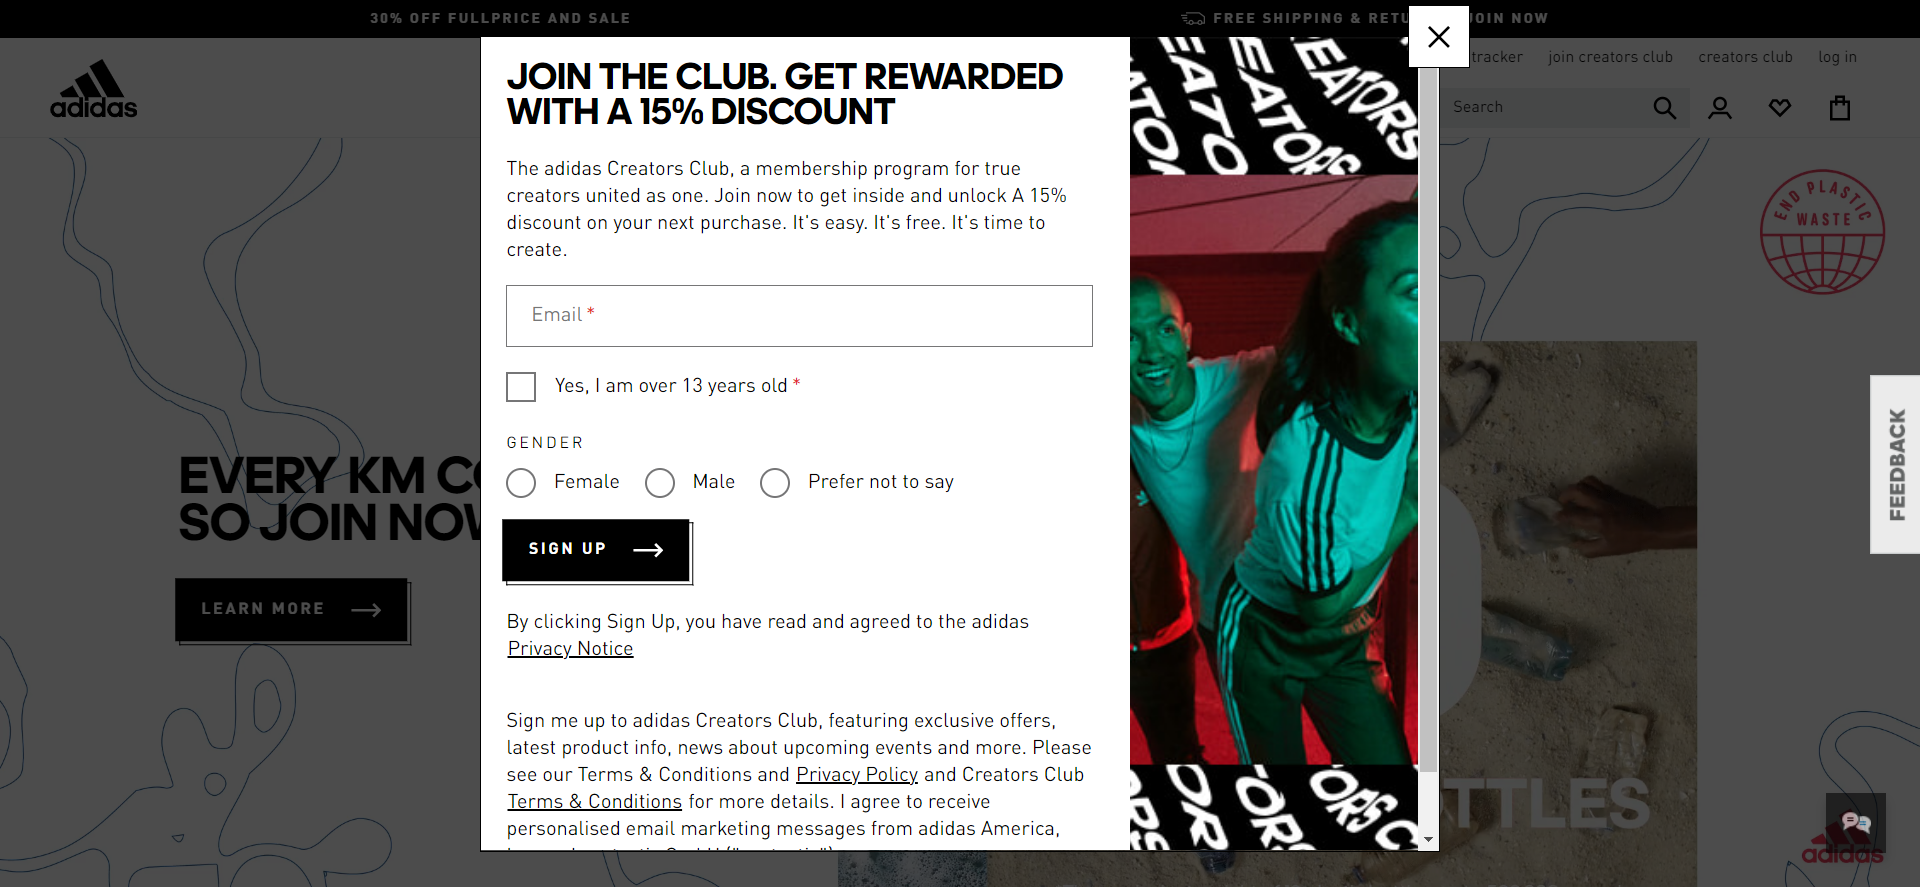 30% OFF FULLPRICE AND SALE
FREE SHIPPING & RETU
JOIN NOW
tracker
join creators club
creators club
log in
adidas
Search
JOIN THE CLUB. GET REWARDED
WITH A 15% DISCOUNT
The adidas Creators Club, a membership program for true
creators united as one. Join now to get inside and unlock A 15%
discount on your next purchase. It's easy. It's free. It's time to
create.
Email *
Yes, I am over 13 years old *
GENDER
Female
Male
Prefer not to say
SIGN UP
By clicking Sign Up, you have read and agreed to the adidas
Privacy Notice
Sign me up to adidas Creators Club, featuring exclusive offers,
latest product info, news about upcoming events and more. Please
see our Terms & Conditions and Privacy Policy and Creators Club
Terms & Conditions for more details. I agree to receive
personalised email marketing messages from adidas America,
EATORS
EATORS
EATO
EATO
END PLASTIC
WASTE
EVERY KM C
SO JOIN NOW
LEARN MORE
FEEDBACK
TTLES
ORS C
ORS
OR
adidas